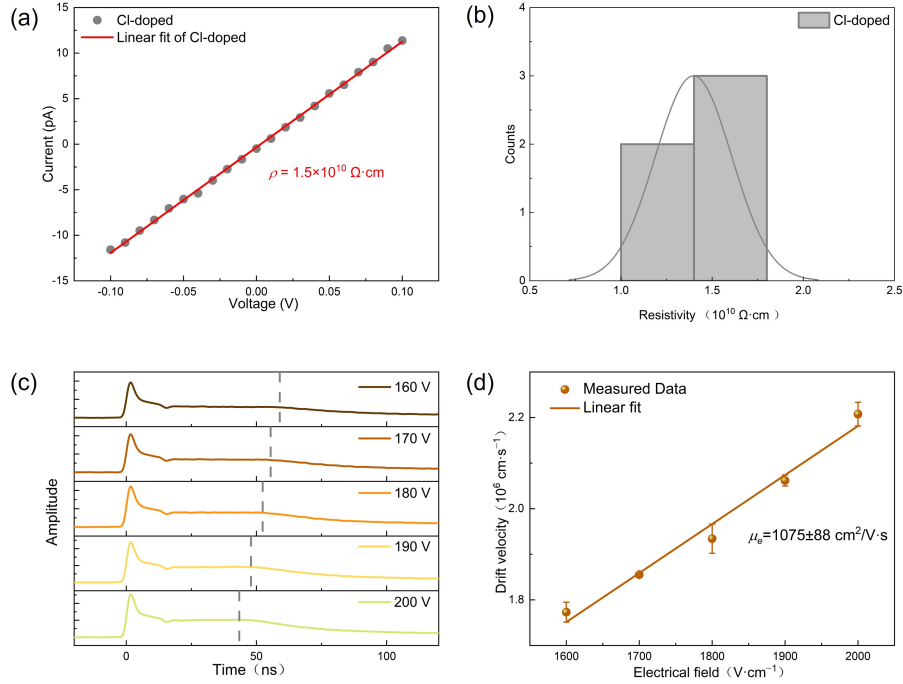 (a)
Cl-doped
Linear fit of Cl-doped
15
10
5
0
-5
-10
-15
Current (pA)
ρ = 1.5×10¹⁰ Ω·cm
-0.10
-0.05
0.00
0.05
0.10
Voltage (V)
(b)
Cl-doped
4
3
2
1
0
Counts
0.5
1.0
1.5
2.0
2.5
Resistivity （10¹⁰ Ω·cm）
(c)
160 V
170 V
180 V
190 V
200 V
Amplitude
0
50
100
Time（ns）
(d)
Measured Data
Linear fit
2.2
2.0
1.8
Drift velocity（10⁶ cm·s⁻¹）
μₑ=1075±88 cm²/V·s
1600
1700
1800
1900
2000
Electrical field（V·cm⁻¹）